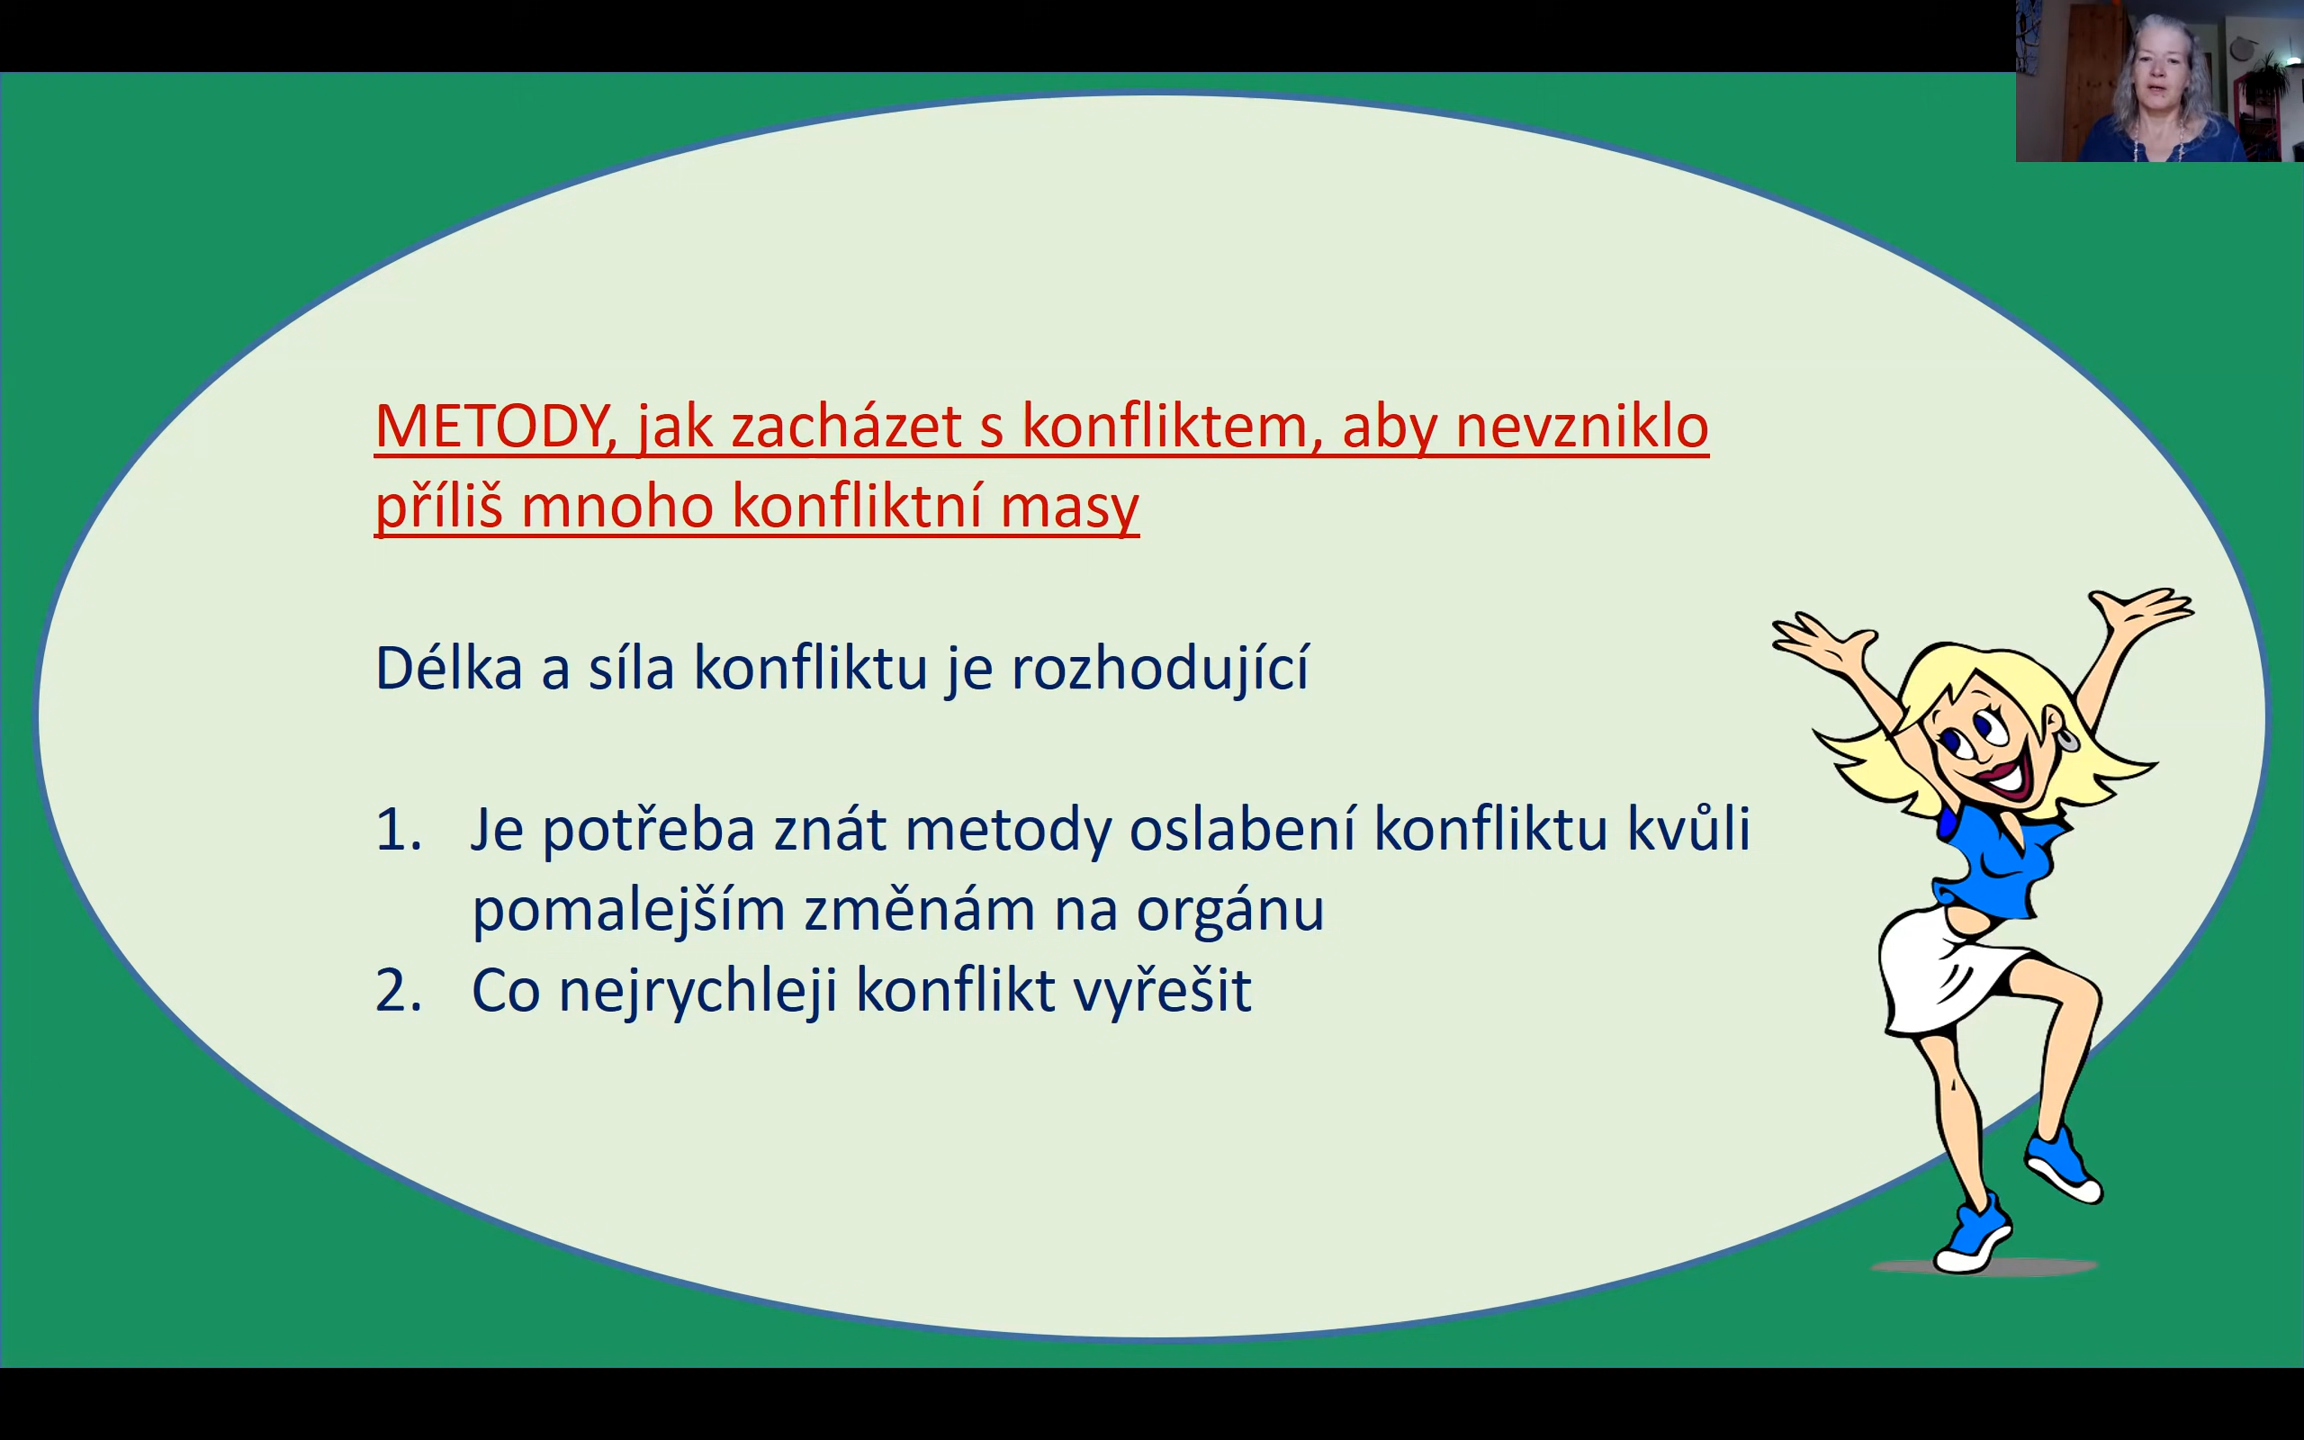 METODY, jak zacházet s konfliktem, aby nevzniklo
příliš mnoho konfliktní masy
Délka a síla konfliktu je rozhodující
1. Je potřeba znát metody oslabení konfliktu kvůli
pomalejším změnám na orgánu
2. Co nejrychleji konflikt vyřešit